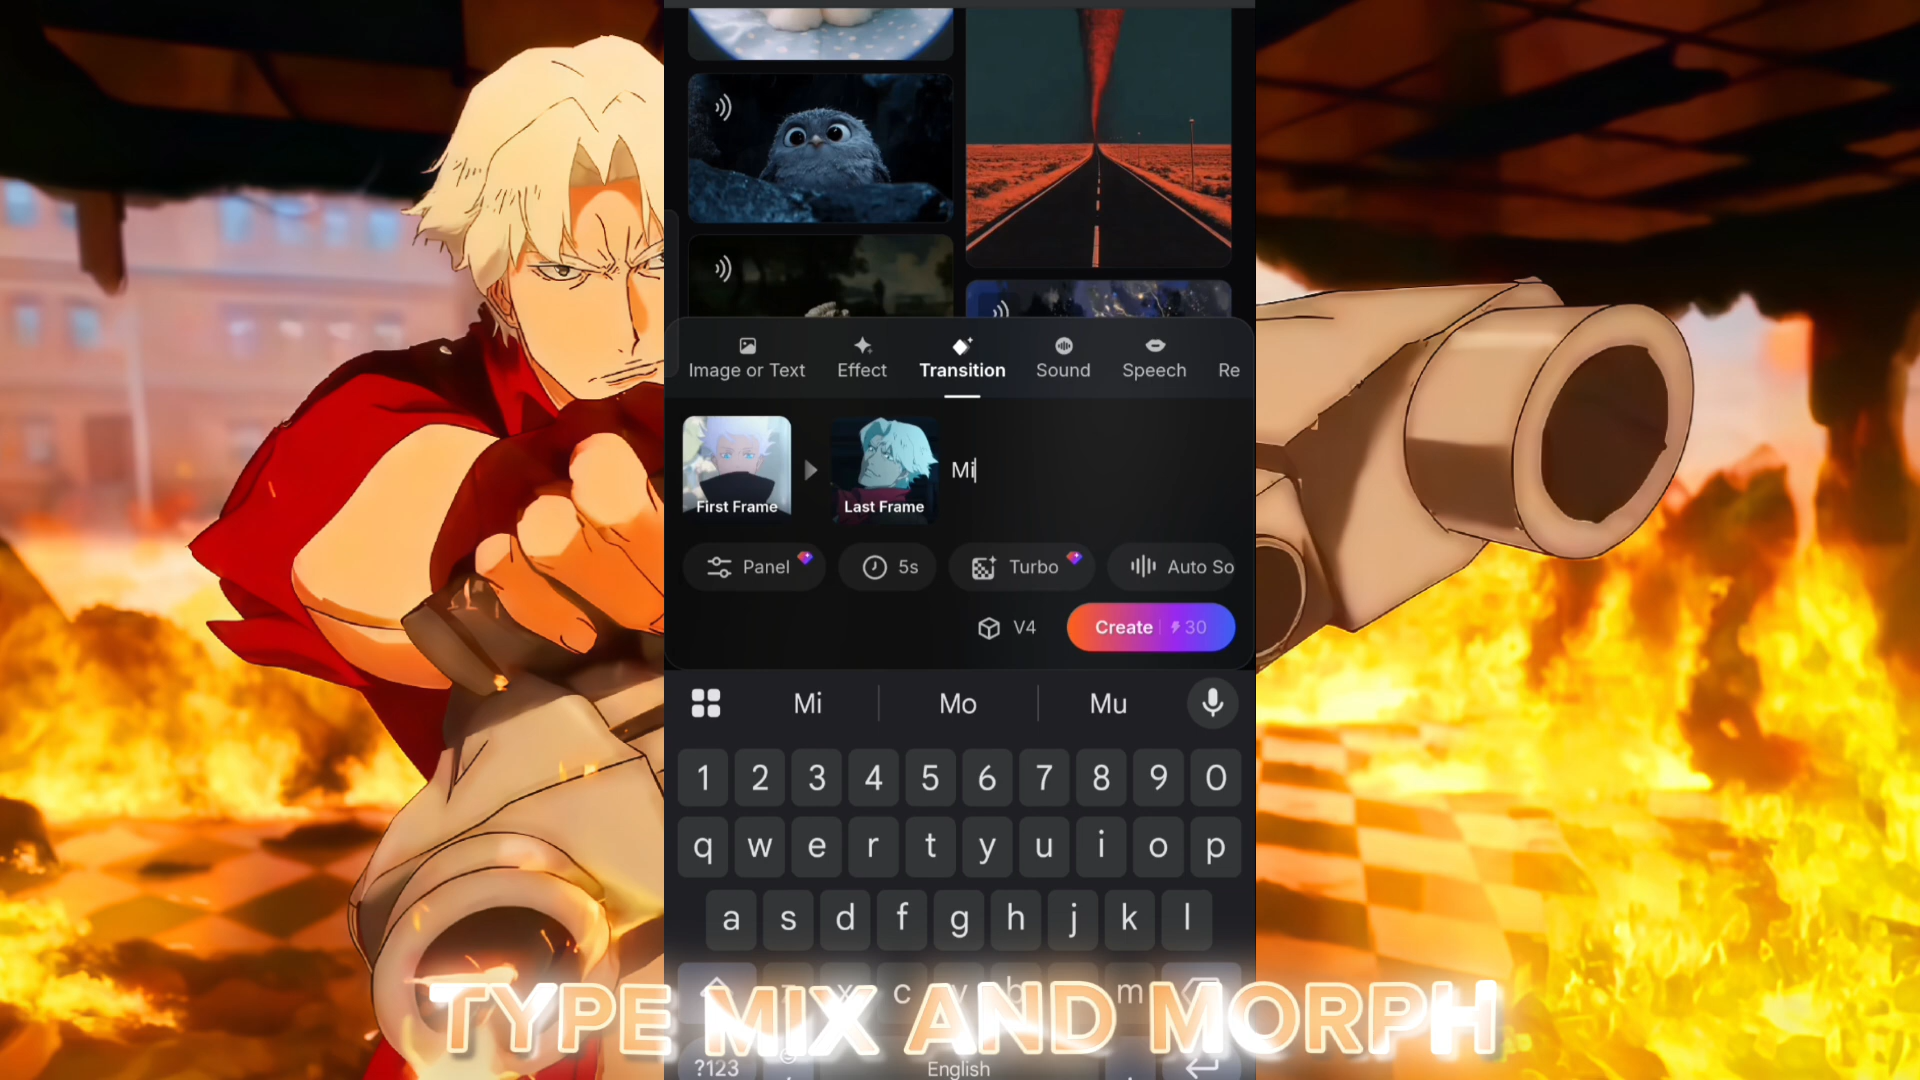 Image or Text
Effect
Transition
Sound
Speech
Re
First Frame
Last Frame
Mi
Panel
5s
Turbo
Auto So
V4
Create
30
Mi
Mo
Mu
1 2 3 4 5 6 7 8 9 0
q w e r t y u i o p
a s d f g h j k l
z x c v b n m
TYPE MIX AND MORPH
?123
English